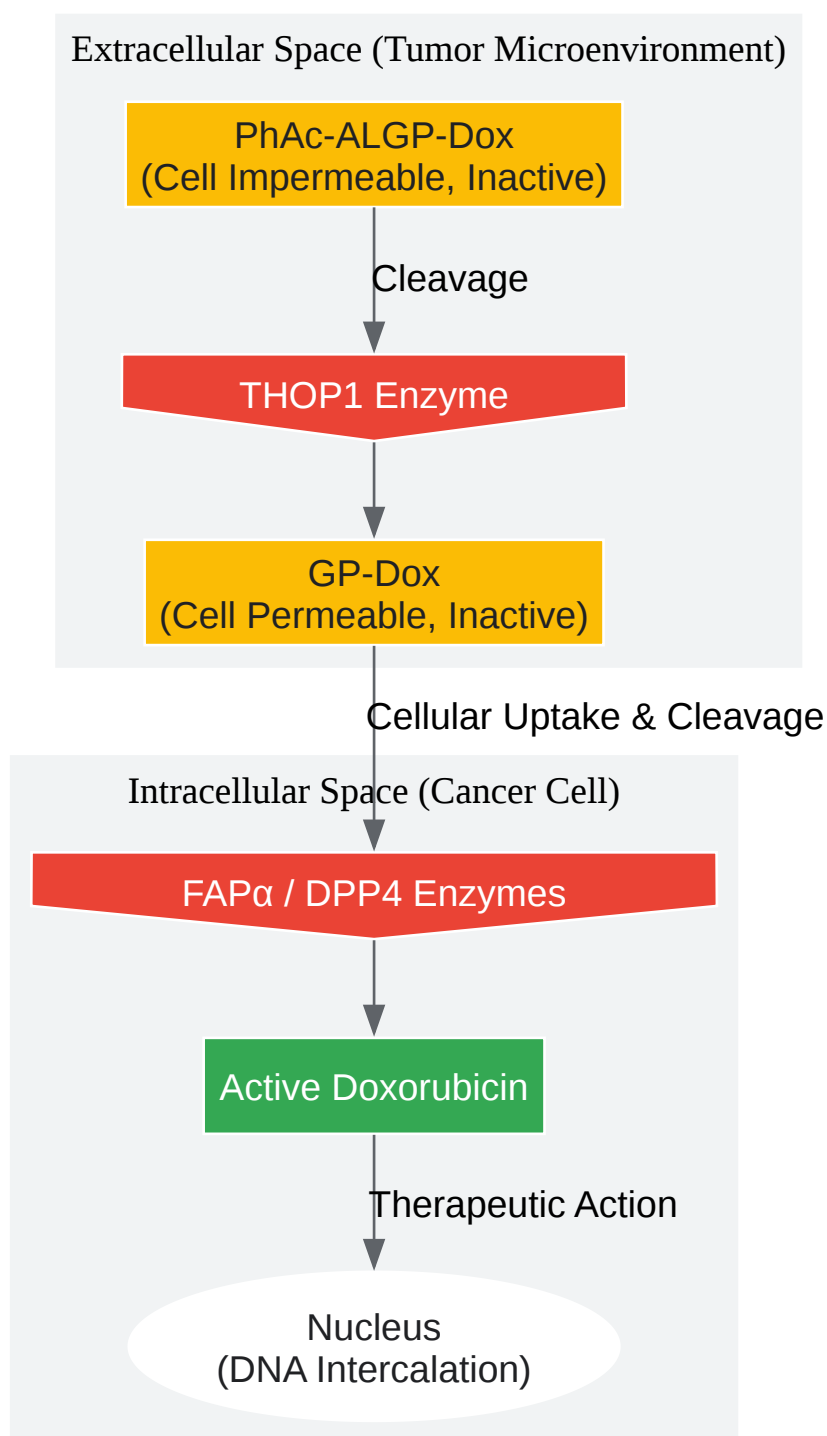 Extracellular Space (Tumor Microenvironment)
PhAc-ALGP-Dox
(Cell Impermeable, Inactive)
Cleavage
THOP1 Enzyme
GP-Dox
(Cell Permeable, Inactive)
Cellular Uptake & Cleavage
Intracellular Space (Cancer Cell)
FAPα / DPP4 Enzymes
Active Doxorubicin
Therapeutic Action
Nucleus
(DNA Intercalation)